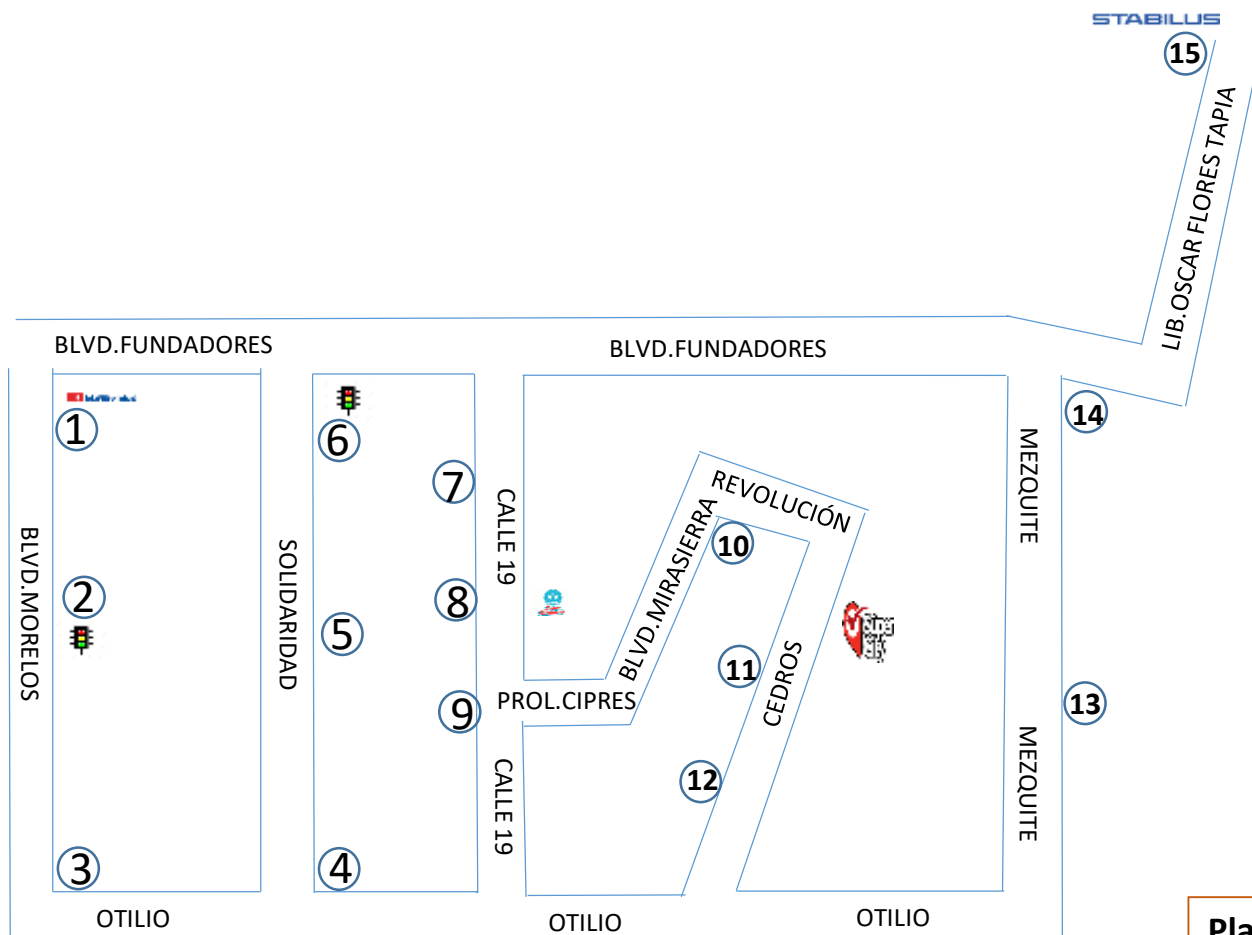 STABILUS
15
LIB.OSCAR FLORES TAPIA
BLVD.FUNDADORES
BLVD.FUNDADORES
1
6
14
7
MEZQUITE
REVOLUCIÓN
CALLE 19
10
BLVD.MORELOS
SOLIDARIDAD
BLVD.MIRASIERRA
2
8
5
11
CEDROS
9
PROL.CIPRES
13
12
CALLE 19
MEZQUITE
3
4
OTILIO
OTILIO
OTILIO
Pla